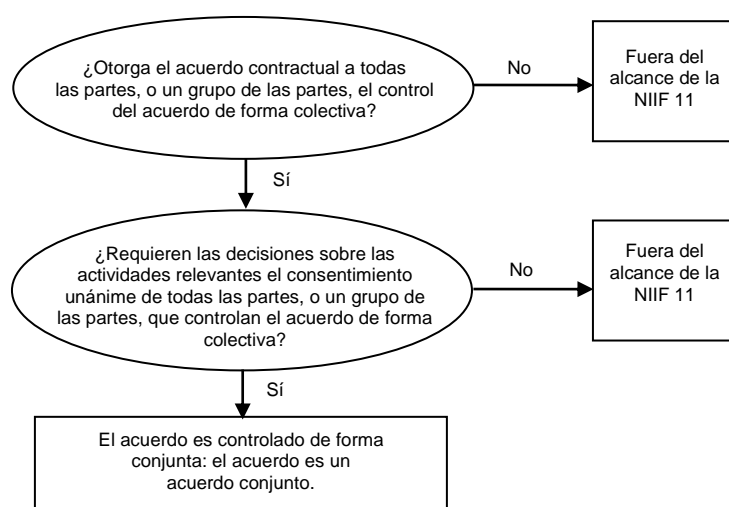 ¿Otorga el acuerdo contractual a todas
las partes, o un grupo de las partes, el control
del acuerdo de forma colectiva?
No
Fuera del
alcance de la
NIIF 11
Sí
¿Requieren las decisiones sobre las
actividades relevantes el consentimiento
unánime de todas las partes, o un grupo de
las partes, que controlan el acuerdo de forma
colectiva?
No
Fuera del
alcance de la
NIIF 11
Sí
El acuerdo es controlado de forma
conjunta: el acuerdo es un
acuerdo conjunto.